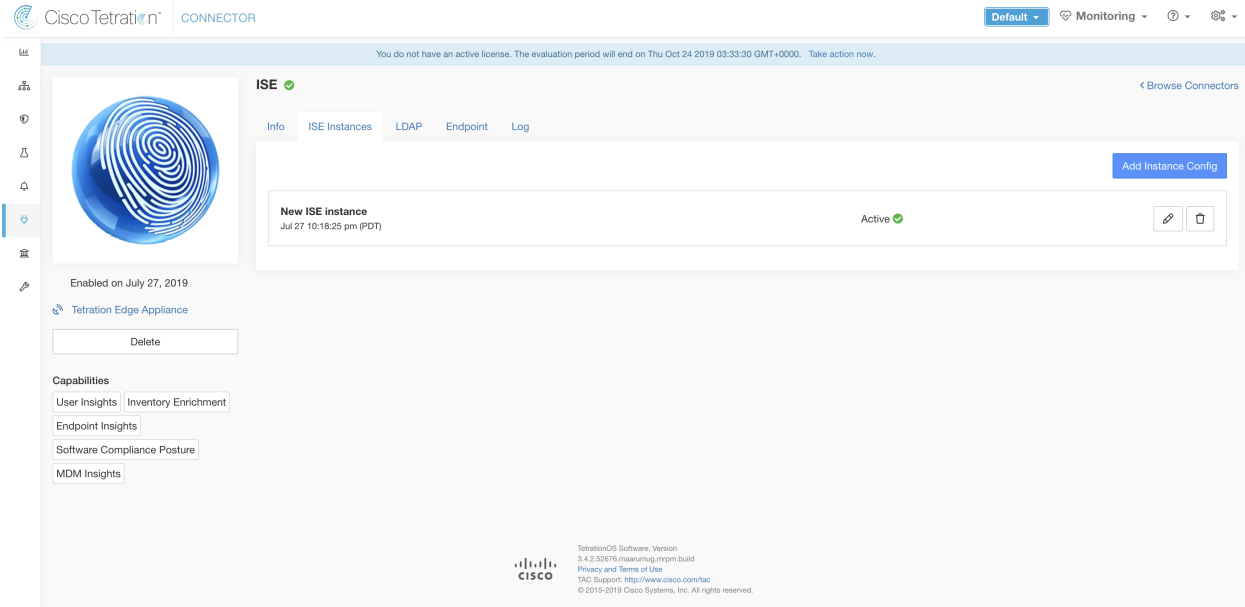 Cisco Tetration™ CONNECTOR Default Monitoring
You do not have an active license. The evaluation period will end on Thu Oct 24 2019 03:33:30 GMT+0000. Take action now.
ISE
< Browse Connectors
Info ISE Instances LDAP Endpoint Log
Add Instance Config
New ISE instance
Jul 27 10:18:25 pm (PDT)
Active
Enabled on July 27, 2019
Tetration Edge Appliance
Delete
Capabilities
User Insights Inventory Enrichment
Endpoint Insights
Software Compliance Posture
MDM Insights
CISCO
TetrationOS Software, Version
3.4.2.52676.maarumug.mrpm.build
Privacy and Terms of Use
TAC Support: http://www.cisco.com/tac
© 2015-2019 Cisco Systems, Inc. All rights reserved.